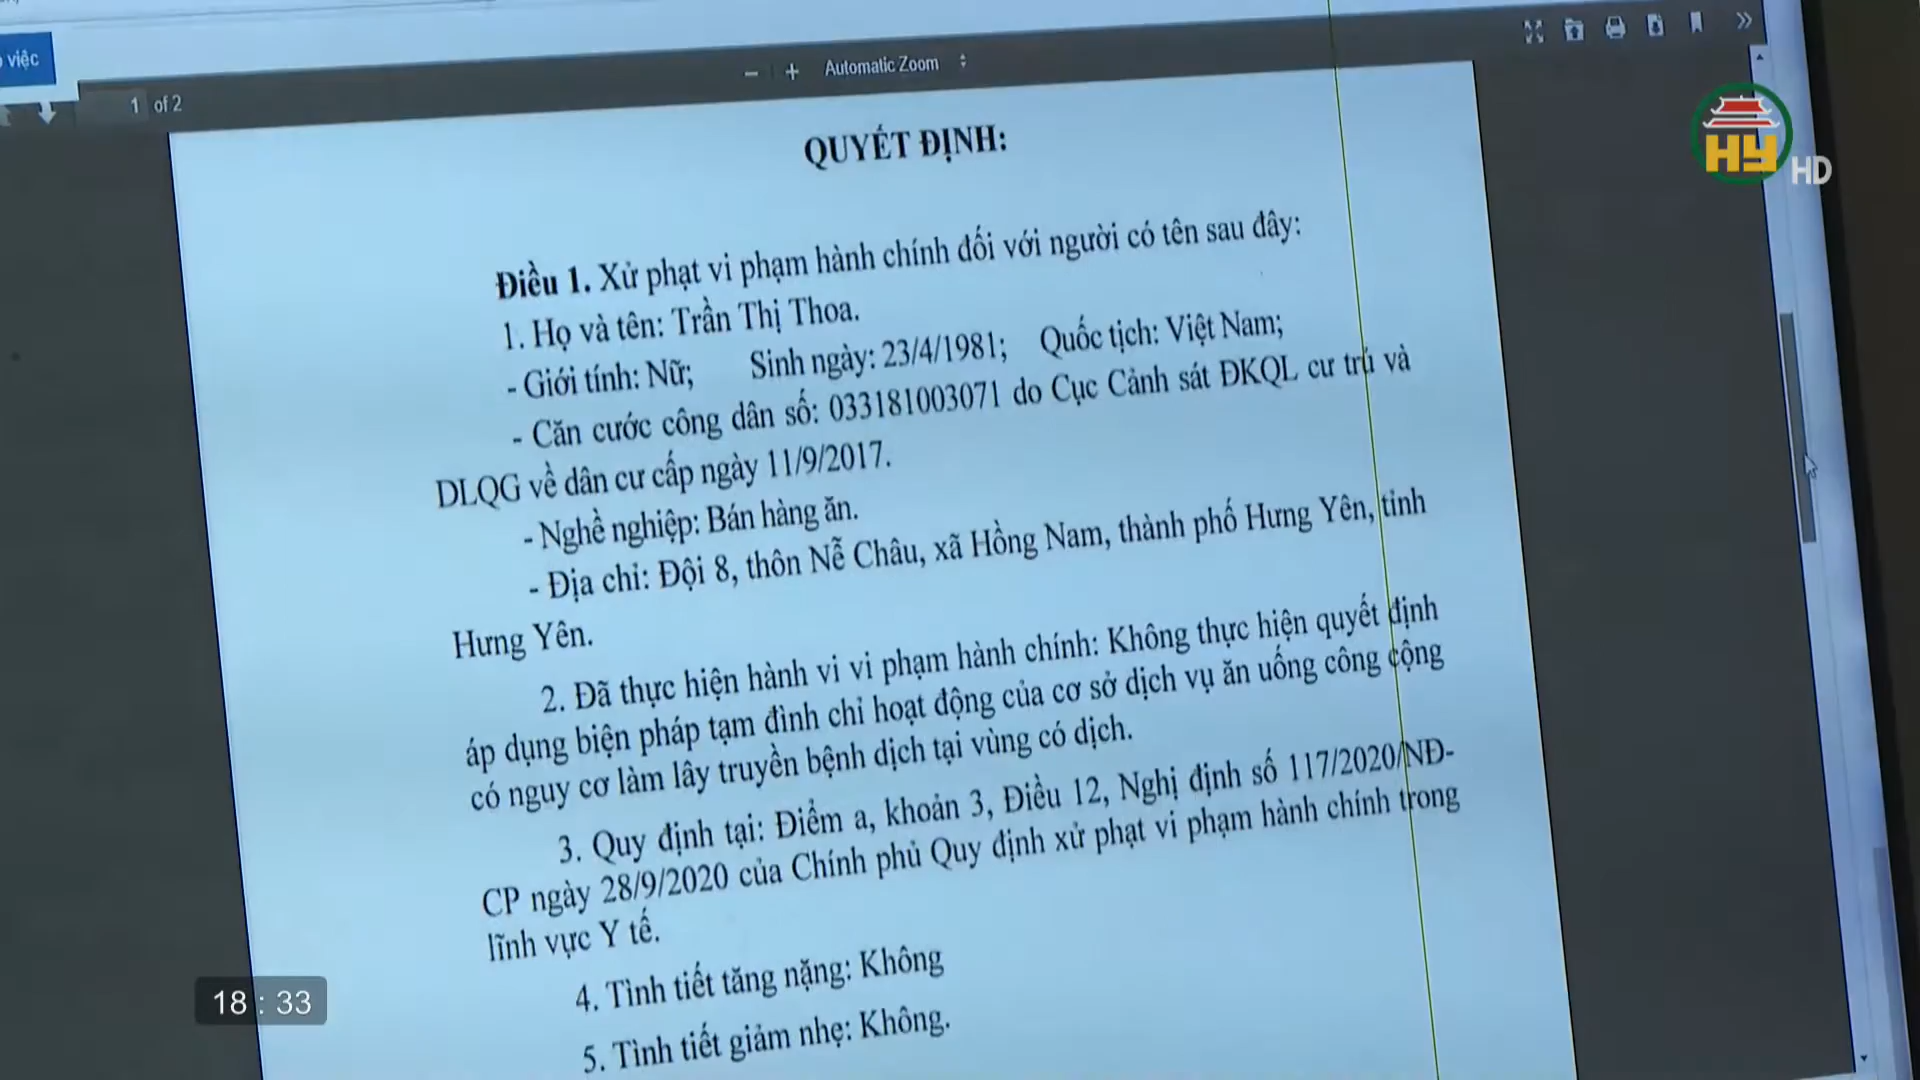 việc
1 of 2
Automatic Zoom
HY HD
QUYẾT ĐỊNH:
Điều 1. Xử phạt vi phạm hành chính đối với người có tên sau đây:
1. Họ và tên: Trần Thị Thoa.
- Giới tính: Nữ; Sinh ngày: 23/4/1981; Quốc tịch: Việt Nam;
- Căn cước công dân số: 033181003071 do Cục Cảnh sát ĐKQL cư trú và
DLQG về dân cư cấp ngày 11/9/2017.
- Nghề nghiệp: Bán hàng ăn.
- Địa chỉ: Đội 8, thôn Nễ Châu, xã Hồng Nam, thành phố Hưng Yên, tỉnh
Hưng Yên.
2. Đã thực hiện hành vi vi phạm hành chính: Không thực hiện quyết định
áp dụng biện pháp tạm đình chỉ hoạt động của cơ sở dịch vụ ăn uống công cộng
có nguy cơ làm lây truyền bệnh dịch tại vùng có dịch.
3. Quy định tại: Điểm a, khoản 3, Điều 12, Nghị định số 117/2020/NĐ-
CP ngày 28/9/2020 của Chính phủ Quy định xử phạt vi phạm hành chính trong
lĩnh vực Y tế.
4. Tình tiết tăng nặng: Không
5. Tình tiết giảm nhẹ: Không.
18 : 33